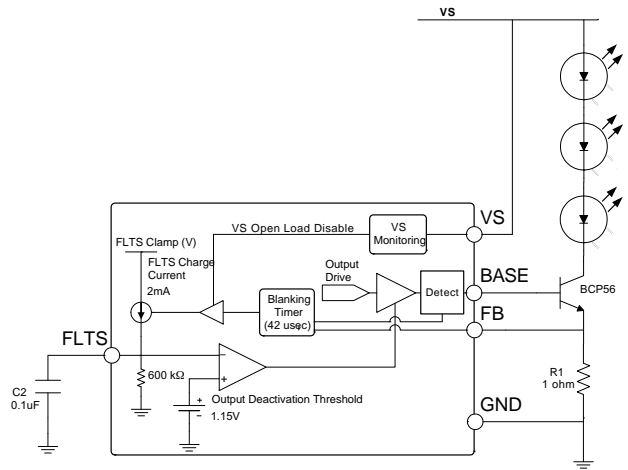 VS
VS Open Load Disable
VS
Monitoring
VS
FLTS Clamp (V)
FLTS Charge
Current
2mA
Output
Drive
Detect
BASE
BCP56
Blanking
Timer
(42 usec)
FB
FLTS
600 kΩ
C2
0.1uF
−
+
+
−
Output Deactivation Threshold
1.15V
R1
1 ohm
GND